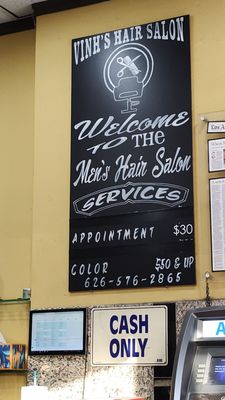 VINH'S HAIR SALON
Welcome
TO THE
Men's Hair Salon
SERVICES
APPOINTMENT $30
COLOR $50 & UP
626-576-2865
CASH
ONLY